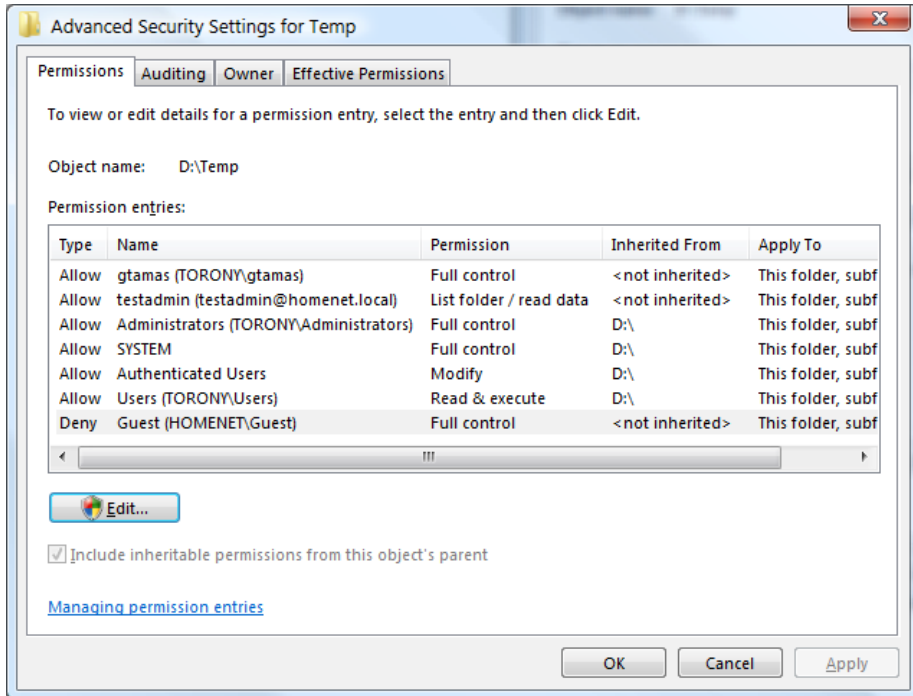 Advanced Security Settings for Temp
Permissions Auditing Owner Effective Permissions
To view or edit details for a permission entry, select the entry and then click Edit.
Object name: D:\Temp
Permission entries:
Type Name Permission Inherited From Apply To
Allow gtamas (TORONY\gtamas) Full control <not inherited> This folder, subf
Allow testadmin (testadmin@homenet.local) List folder / read data <not inherited> This folder, subf
Allow Administrators (TORONY\Administrators) Full control D:\ This folder, subf
Allow SYSTEM Full control D:\ This folder, subf
Allow Authenticated Users Modify D:\ This folder, subf
Allow Users (TORONY\Users) Read & execute D:\ This folder, subf
Deny Guest (HOMENET\Guest) Full control <not inherited> This folder, subf
Edit...
Include inheritable permissions from this object's parent
Managing permission entries
OK Cancel Apply